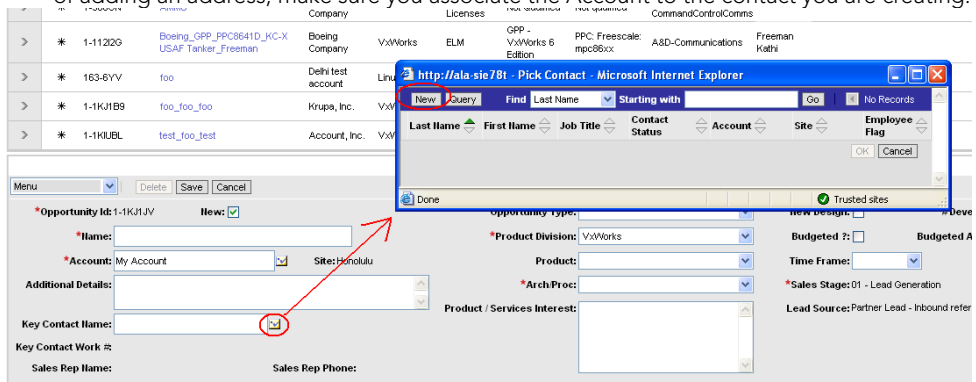 of adding an address, make sure you associate the Account to the contact you are creating.
Company Licenses CommandControlComms
> * 1-112I2G Boeing_GPP_PPC8641D_KC-X USAF Tanker_Freeman Boeing Company VxWorks ELM GPP - VxWorks 6 Edition PPC: Freescale: mpc86xx A&D-Communications Freeman Kathi
> * 163-6YV foo Delhi test account
> * 1-1KJ1B9 foo_foo_foo Krupa, Inc.
> * 1-1KIUBL test_foo_test Account, Inc.
http://ala-sie78t - Pick Contact - Microsoft Internet Explorer
New Query Find Last Name Starting with Go No Records
Last Name First Name Job Title Contact Status Account Site Employee Flag
OK Cancel
Done Trusted sites
Menu Delete Save Cancel
*Opportunity Id: 1-1KJ1JV New: Opportunity Type: New Design:
*Name: *Product Division: VxWorks Budgeted ?: Budgeted A
*Account: My Account Site: Honolulu Product: Time Frame:
Additional Details: *Arch/Proc: *Sales Stage: 01 - Lead Generation
Product / Services Interest: Lead Source: Partner Lead - Inbound refer
Key Contact Name:
Key Contact Work #:
Sales Rep Name: Sales Rep Phone: